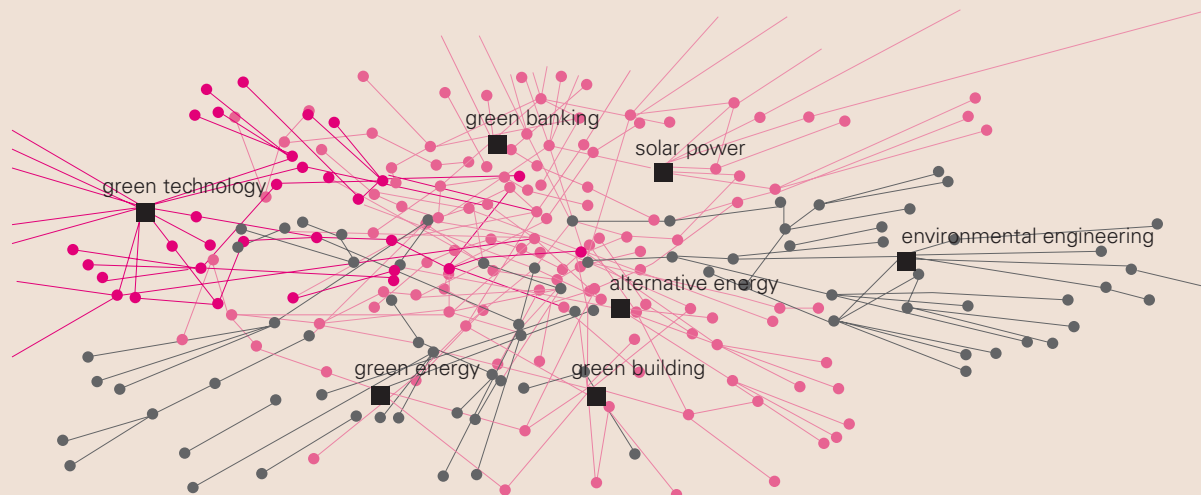 green banking
solar power
green technology
environmental engineering
alternative energy
green energy
green building